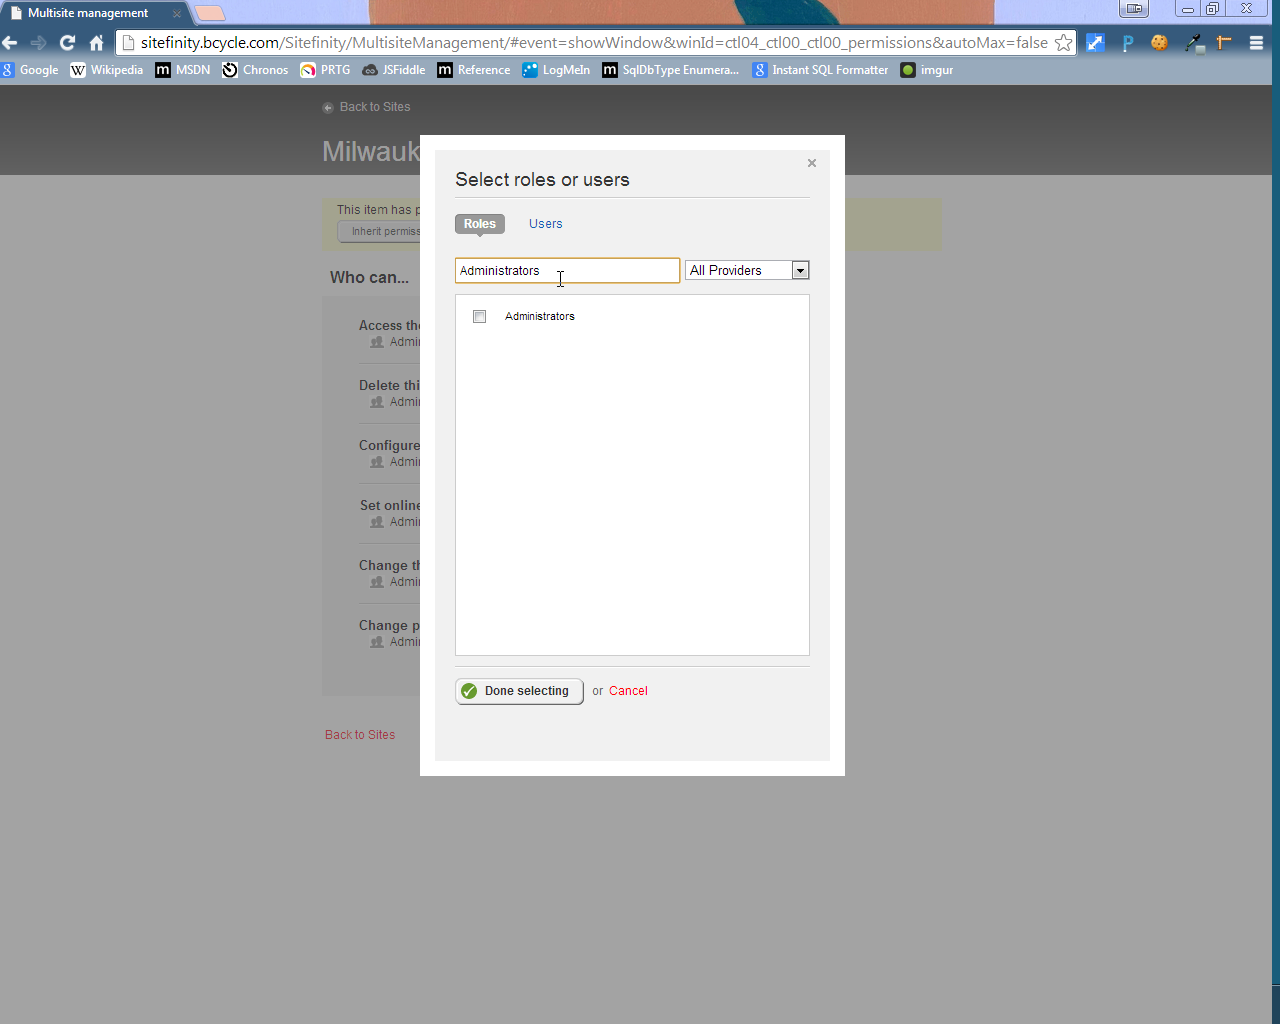 Multisite management
sitefinity.bcycle.com/Sitefinity/MultisiteManagement/#event=showWindow&winId=ctl04_ctl00_ctl00_permissions&autoMax=false
Google Wikipedia MSDN Chronos PRTG JSFiddle Reference LogMeIn SqlDbType Enumera... Instant SQL Formatter imgur
Back to Sites
Milwauk
This item has p
Inherit permiss
Who can...
Access the
Admi
Delete thi
Admi
Configure
Admi
Set online
Admi
Change th
Admi
Change p
Admi
Back to Sites
Select roles or users
Roles Users
Administrators All Providers
Administrators
Done selecting or Cancel